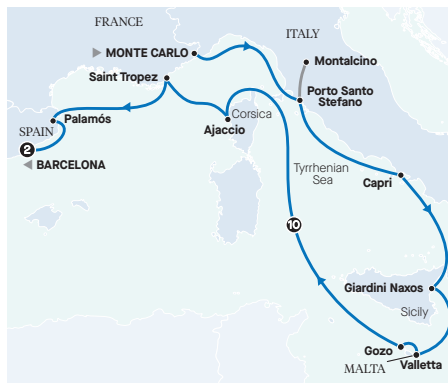 FRANCE
ITALY
MONTE CARLO
Montalcino
Saint Tropez
Porto Santo
Stefano
Palamós
Corsica
Ajaccio
SPAIN
2
BARCELONA
Tyrrhenian
Sea
Capri
10
Giardini Naxos
Sicily
Gozo
Valletta
MALTA